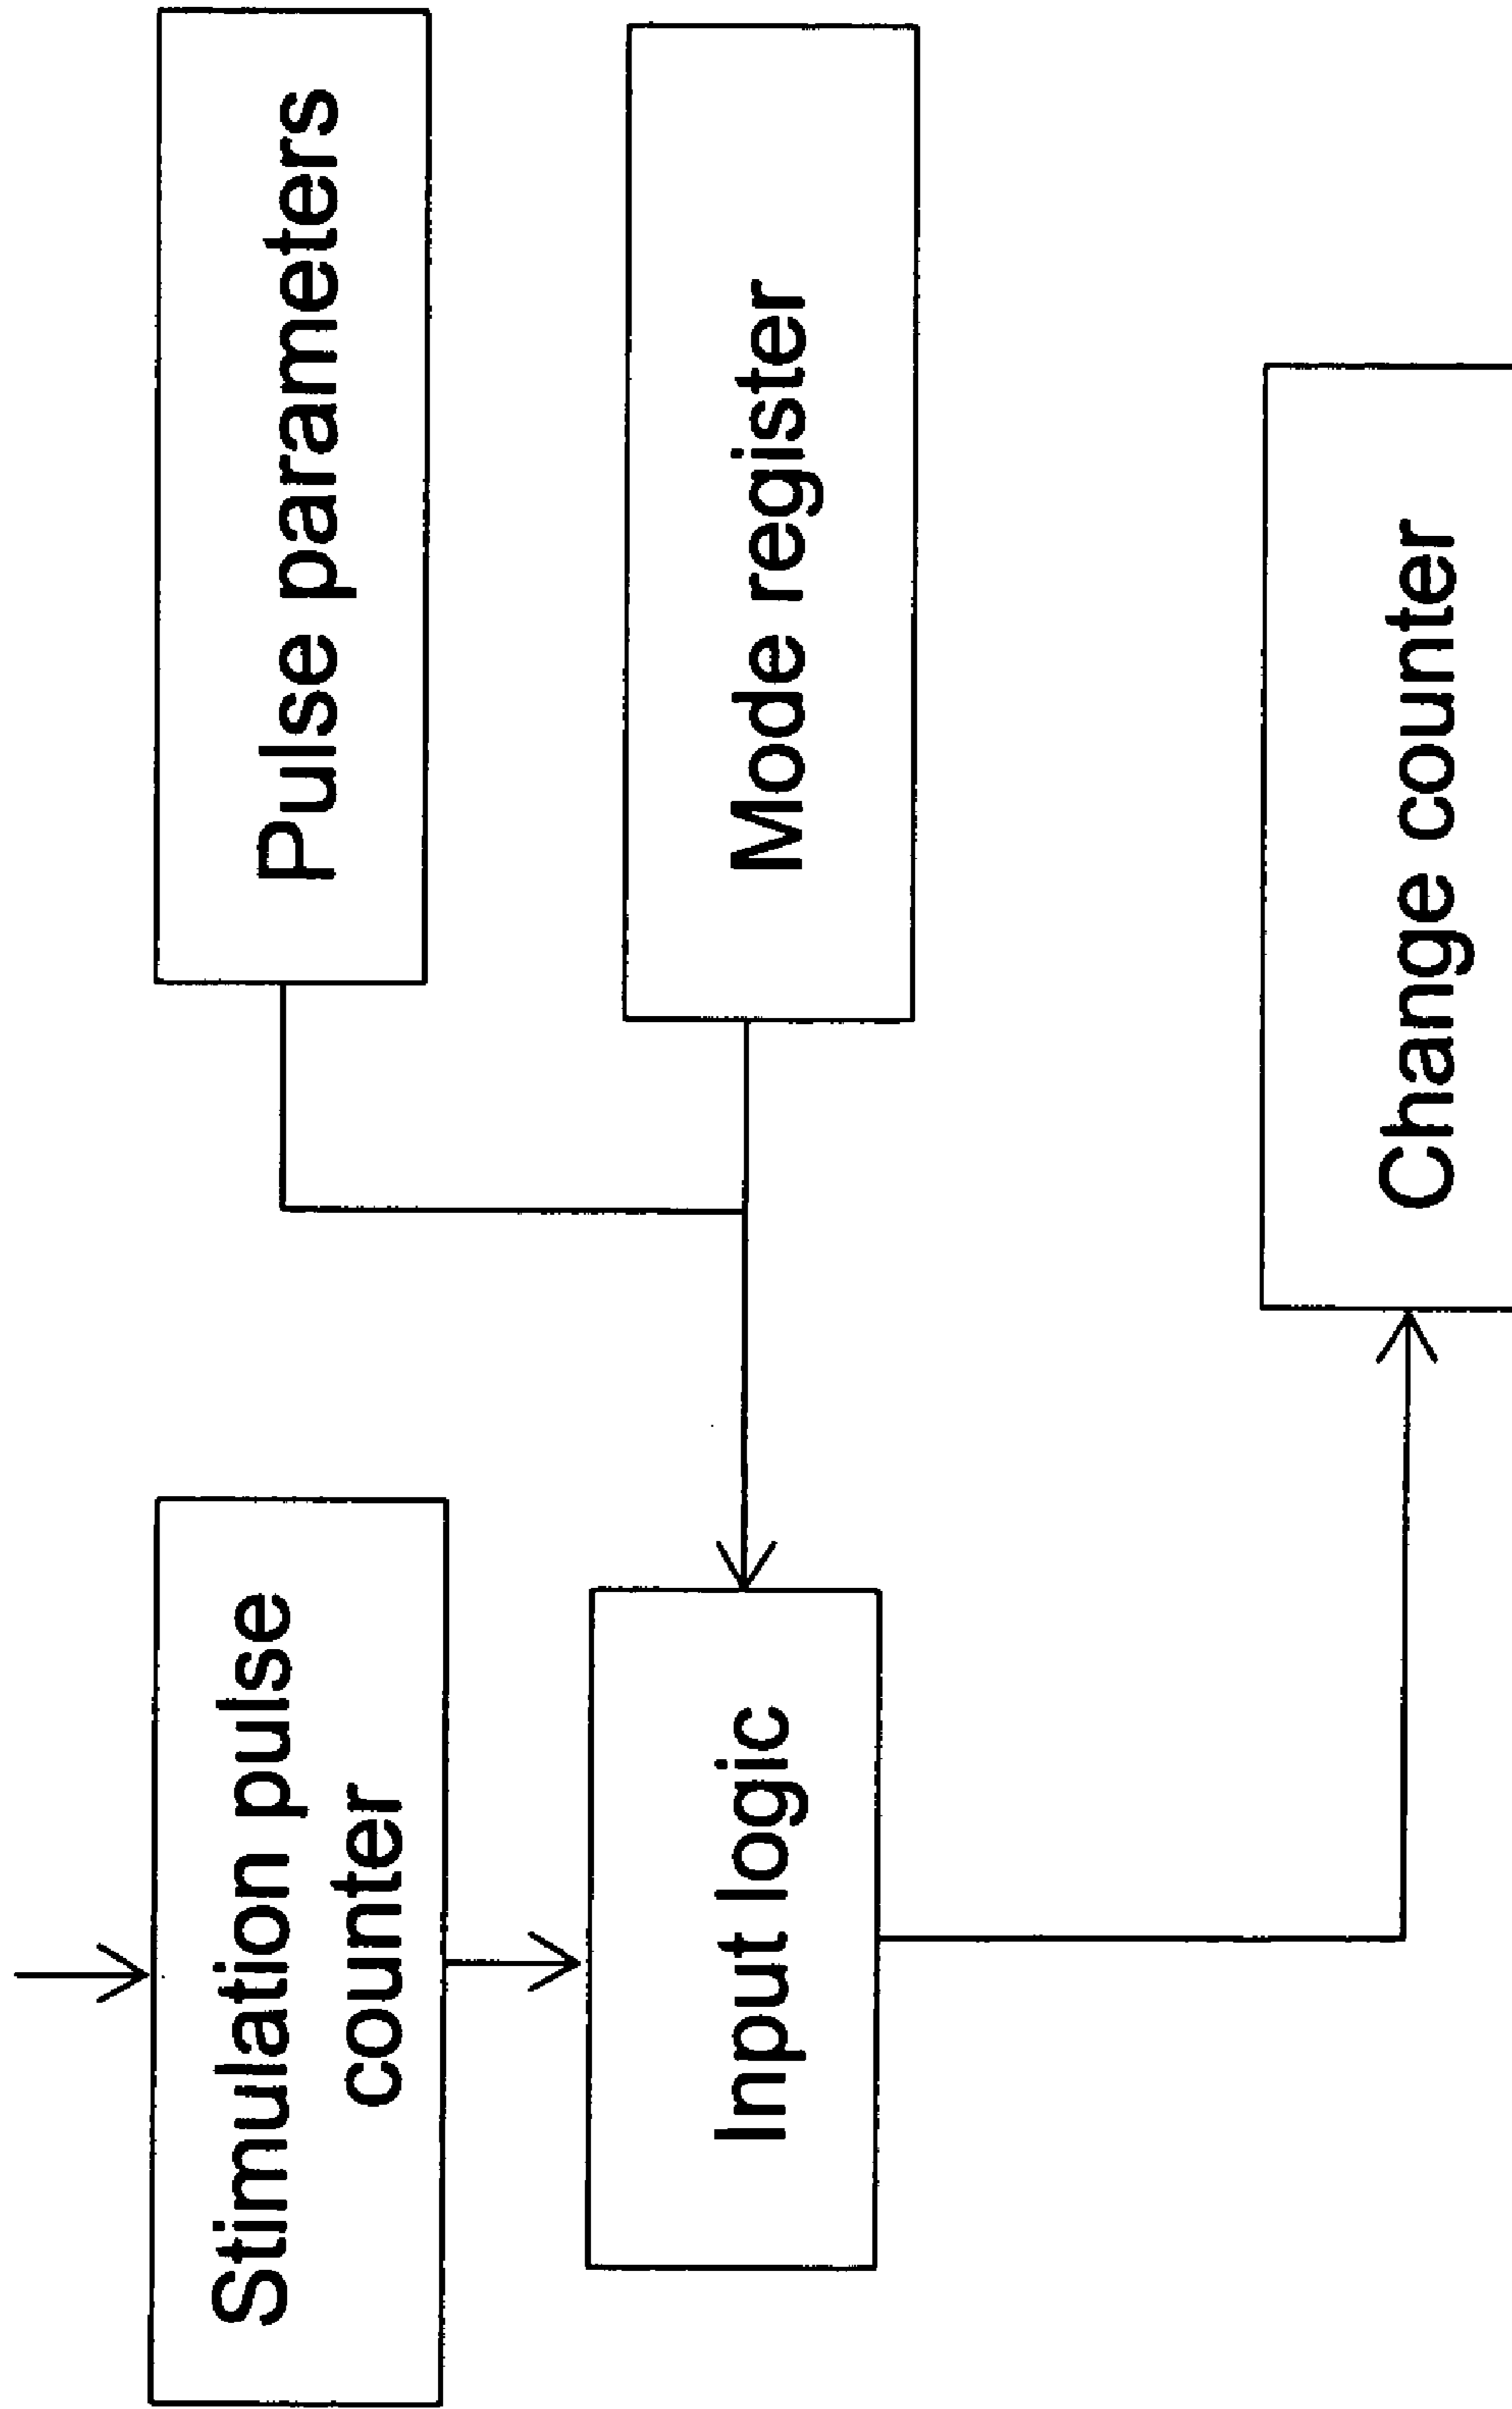 Stimulation pulse
counter
Pulse parameters
Input logic
Mode register
Change counter